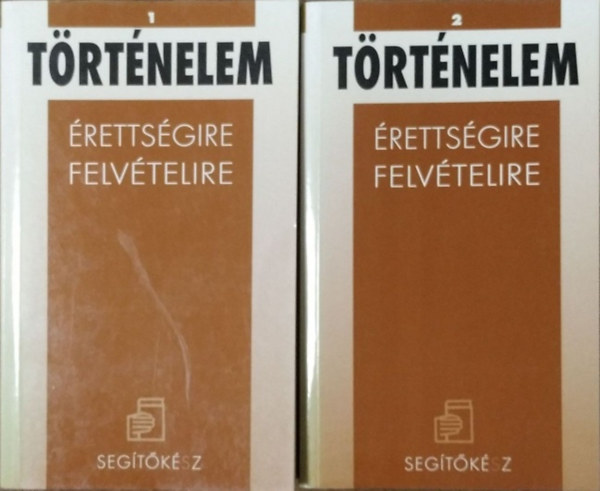 1
TÖRTÉNELEM
ÉRETTSÉGIRE
FELVÉTELIRE
SEGÍTŐKÉSZ
2
TÖRTÉNELEM
ÉRETTSÉGIRE
FELVÉTELIRE
SEGÍTŐKÉSZ